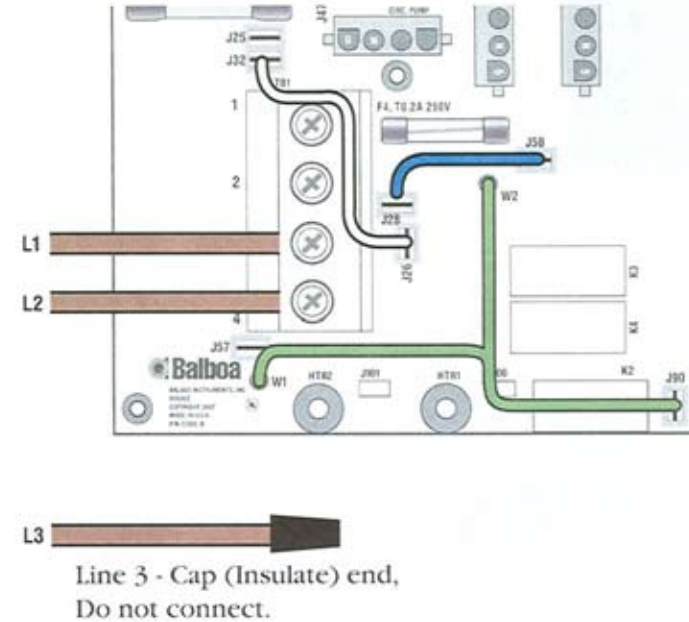 J47
CIRC. PUMP
J25
J32
TB1
1
F4, T0.2A 250V
J58
2
W2
J28
L1
J26
K3
L2
K4
4
J57
Balboa
W1
HTR2
J101
HTR1
K2
J90
L3
Line 3 - Cap (Insulate) end,
Do not connect.